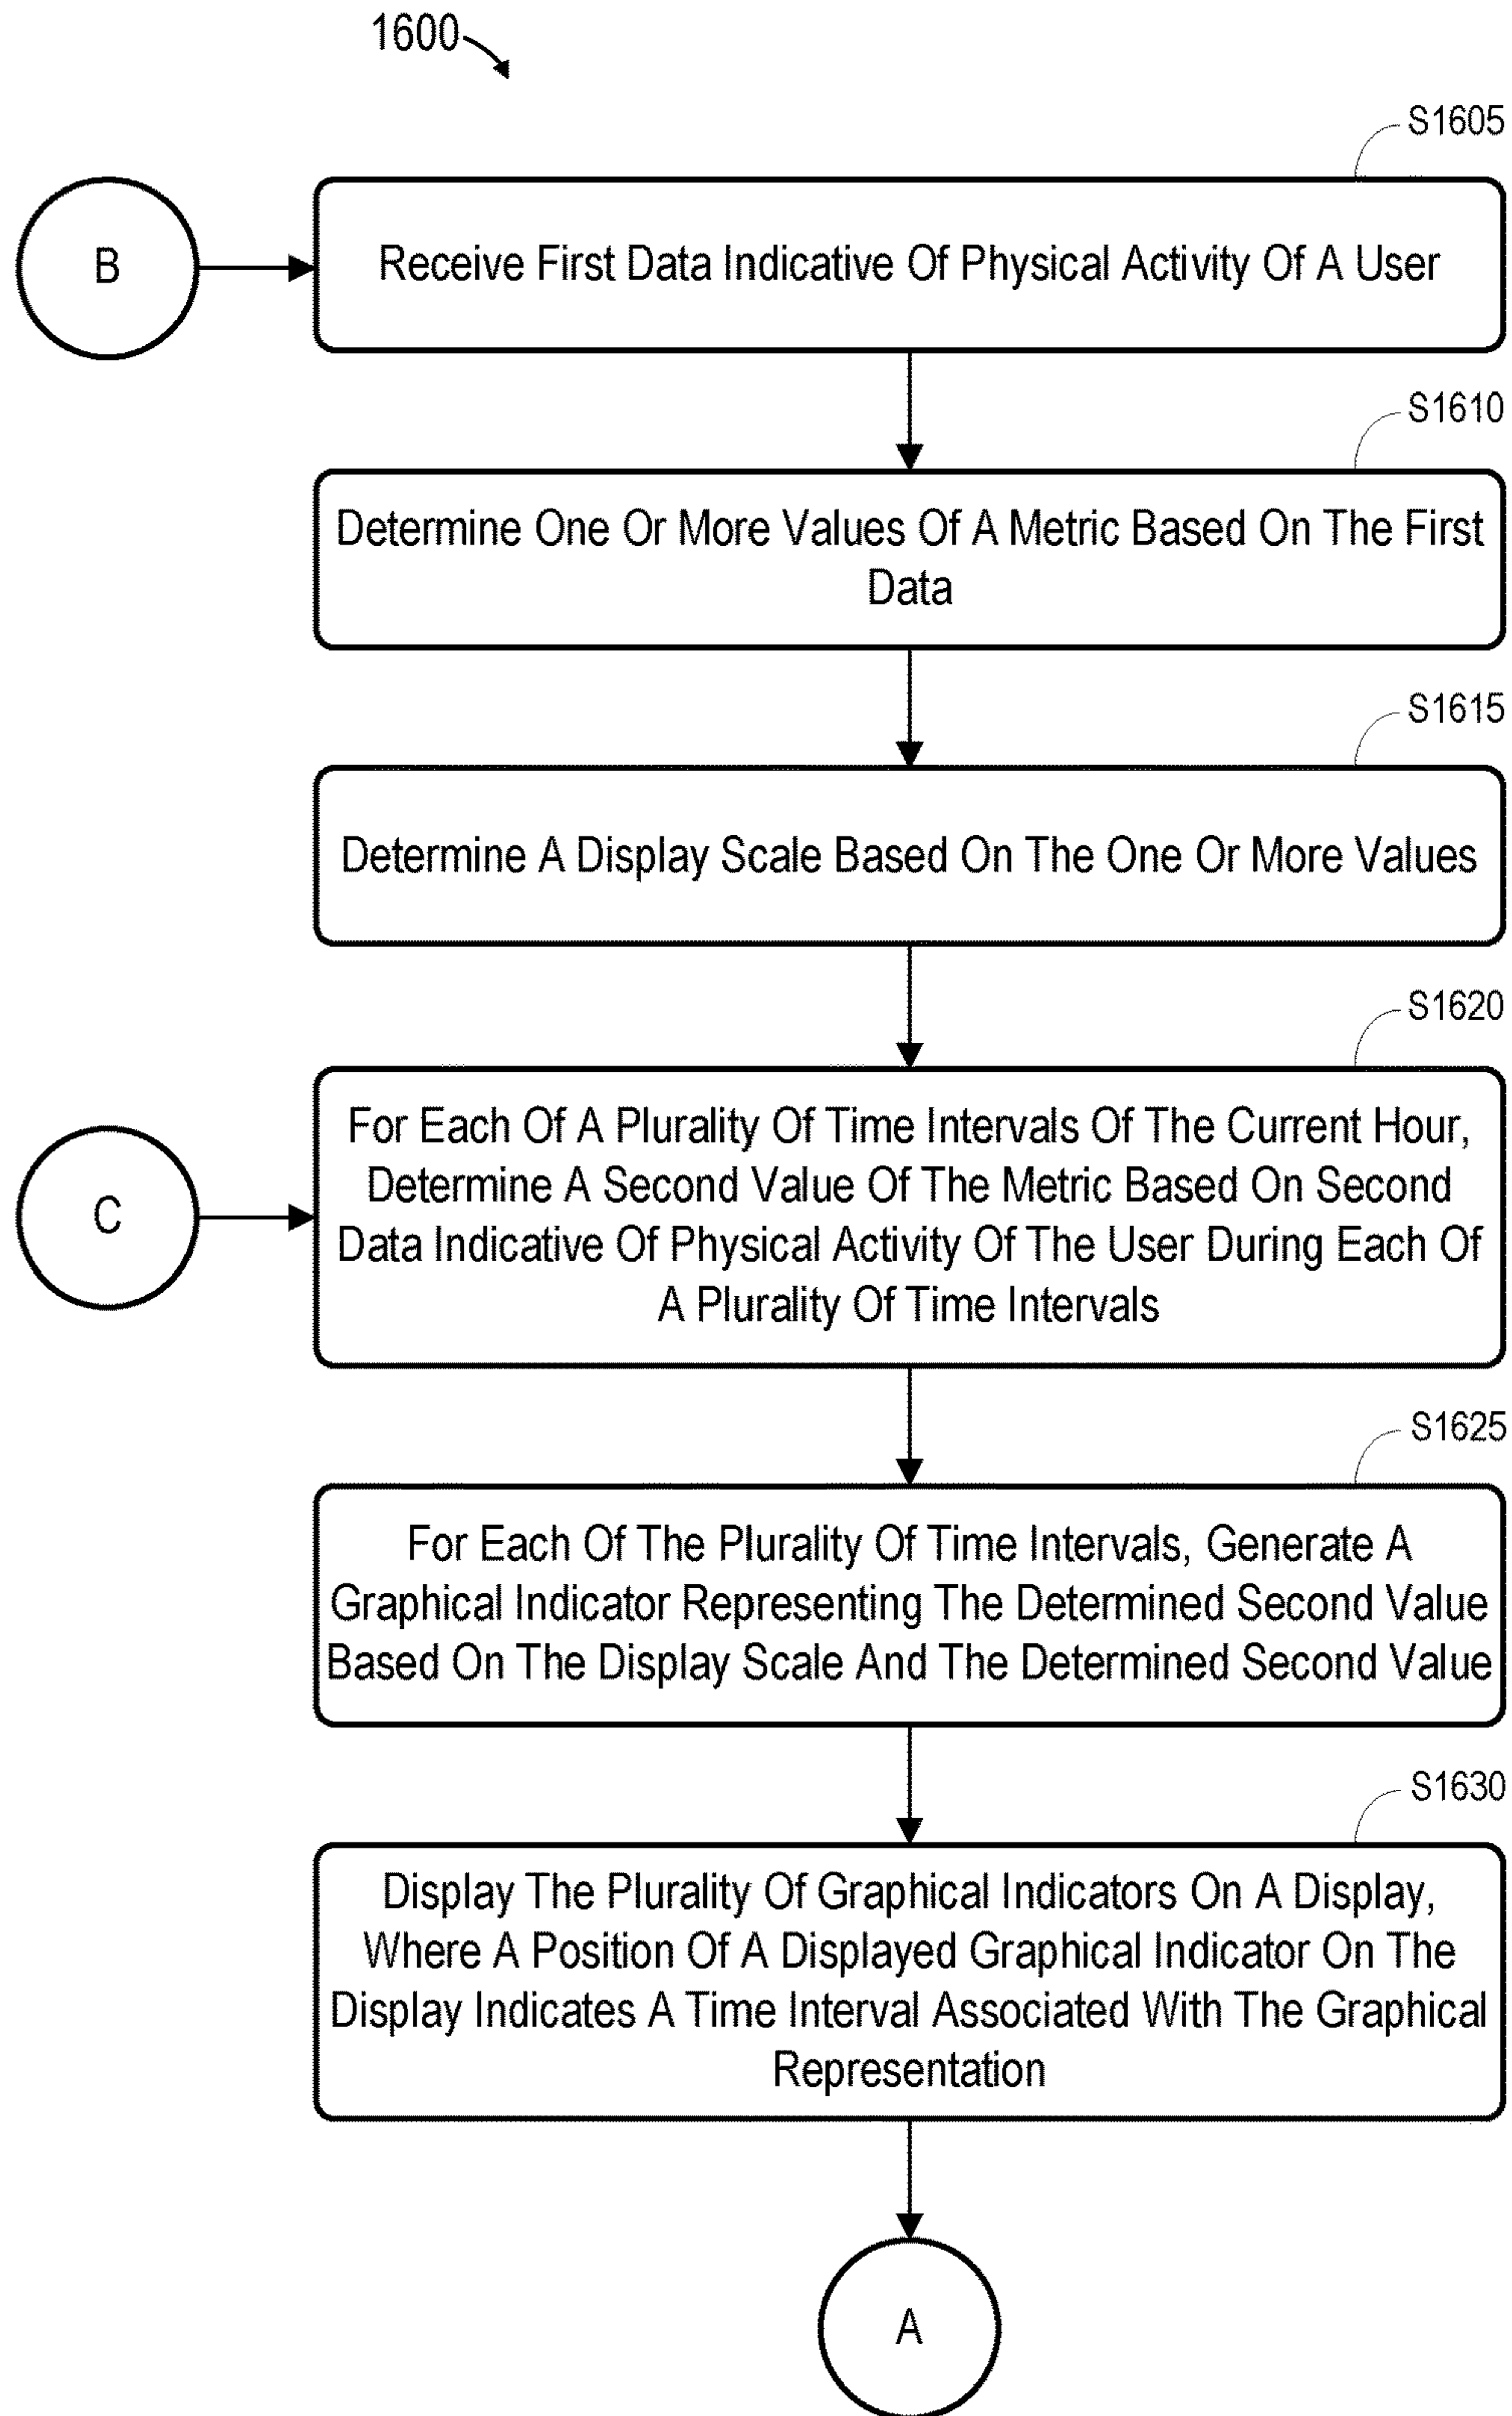 1600
S1605
B
Receive First Data Indicative Of Physical Activity Of A User
S1610
Determine One Or More Values Of A Metric Based On The First
Data
S1615
Determine A Display Scale Based On The One Or More Values
S1620
For Each Of A Plurality Of Time Intervals Of The Current Hour,
Determine A Second Value Of The Metric Based On Second
Data Indicative Of Physical Activity Of The User During Each Of
A Plurality Of Time Intervals
C
S1625
For Each Of The Plurality Of Time Intervals, Generate A
Graphical Indicator Representing The Determined Second Value
Based On The Display Scale And The Determined Second Value
S1630
Display The Plurality Of Graphical Indicators On A Display,
Where A Position Of A Displayed Graphical Indicator On The
Display Indicates A Time Interval Associated With The Graphical
Representation
A